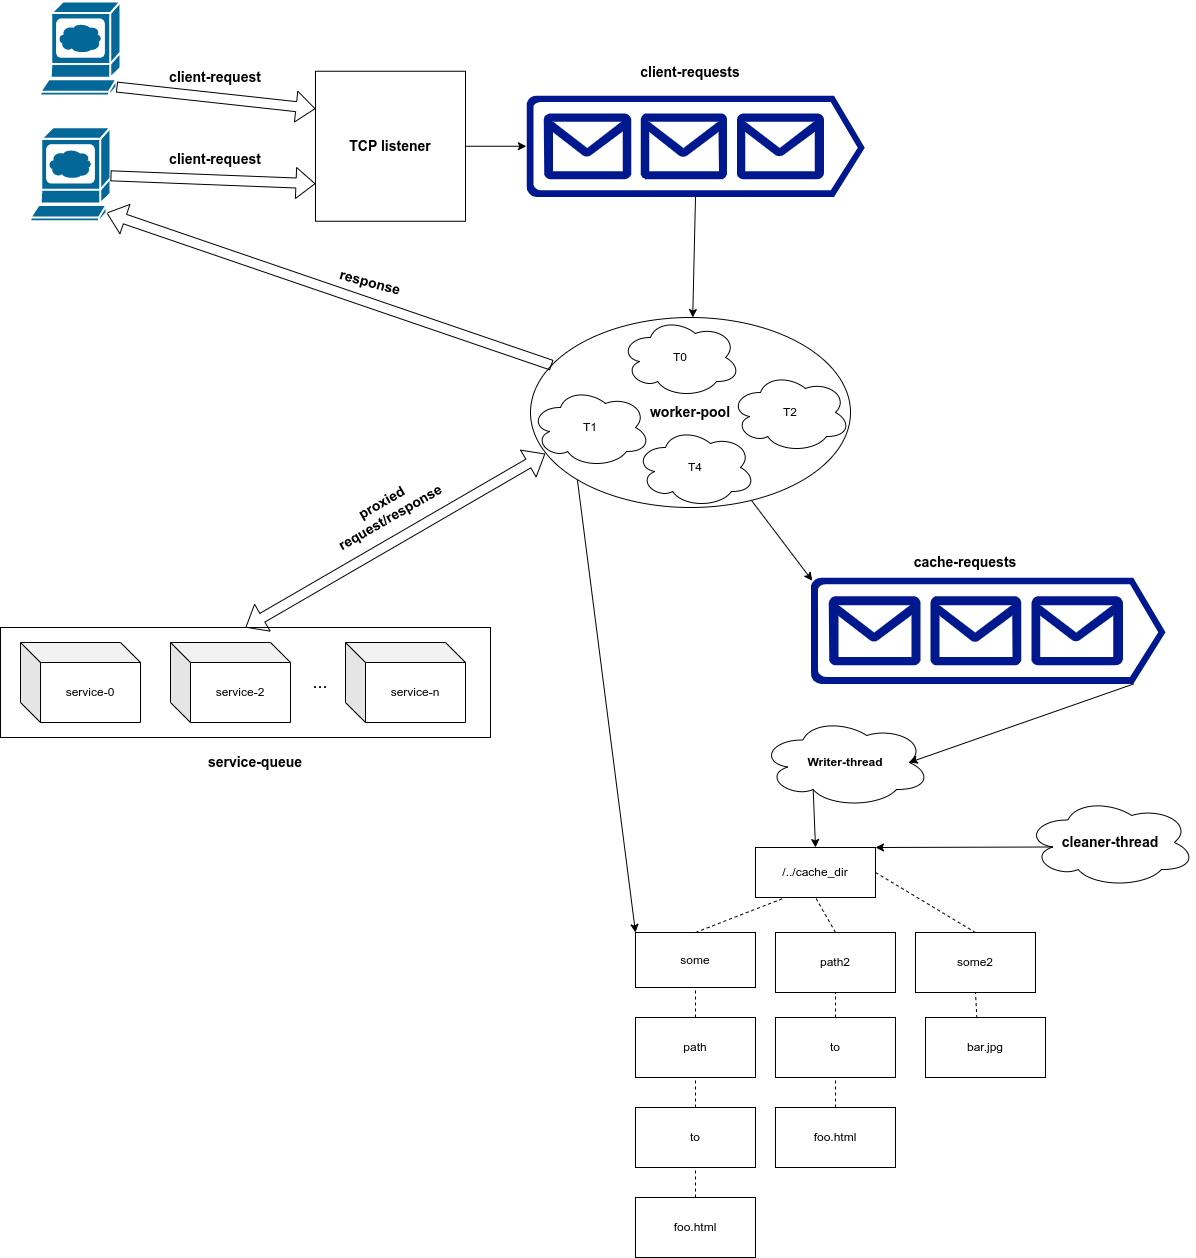 client-request
client-requests
TCP listener
client-request
response
T0
worker-pool
T2
T1
T4
proxied
request/response
cache-requests
service-0
service-2
...
service-n
service-queue
Writer-thread
cleaner-thread
/../cache_dir
some
path2
some2
path
to
bar.jpg
to
foo.html
foo.html